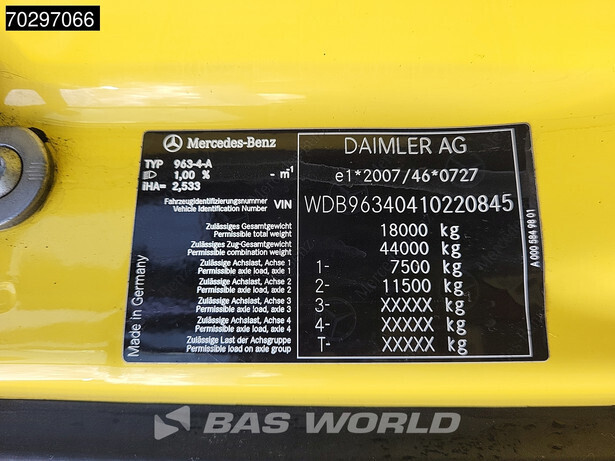 70297066
Mercedes-Benz
DAIMLER AG
TYP 963-4-A
1,00 % - m⁻¹
iHA= 2,533
e1*2007/46*0727
Fahrzeugidentifizierungsnummer
Vehicle Identification Number VIN WDB96340410220845
Zulässiges Gesamtgewicht
Permissible total weight 18000 kg
Zulässiges Zug-Gesamtgewicht
Permissible combination weight 44000 kg
Zulässige Achslast, Achse 1
Permissible axle load, axle 1 1- 7500 kg
Zulässige Achslast, Achse 2
Permissible axle load, axle 2 2- 11500 kg
Zulässige Achslast, Achse 3
Permissible axle load, axle 3 3- XXXXX kg
Zulässige Achslast, Achse 4
Permissible axle load, axle 4 4- XXXXX kg
Zulässige Last der Achsgruppe
Permissible load on axle group T- XXXXX kg
Made in Germany
A 000 584 98 01
BAS WORLD